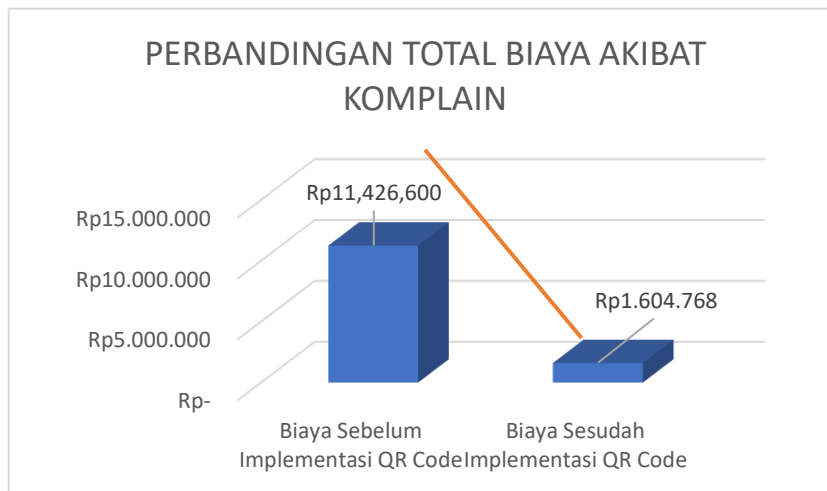 PERBANDINGAN TOTAL BIAYA AKIBAT
KOMPLAIN
Rp11,426,600
Rp15.000.000
Rp10.000.000
Rp1.604.768
Rp5.000.000
Rp-
Biaya Sebelum
Implementasi QR Code
Biaya Sesudah
Implementasi QR Code